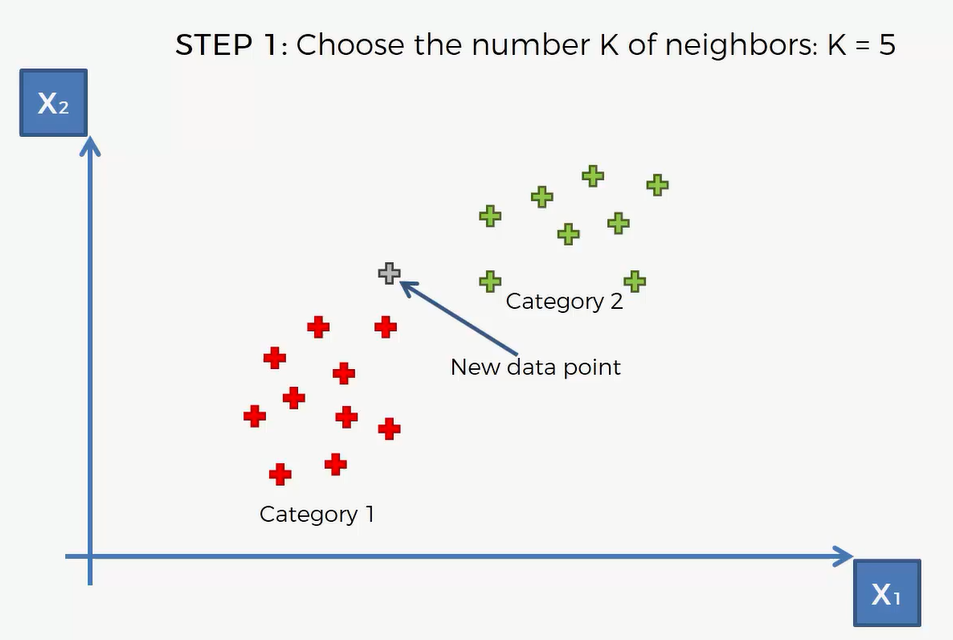 STEP 1: Choose the number K of neighbors: K = 5
X₂
Category 2
New data point
Category 1
X₁